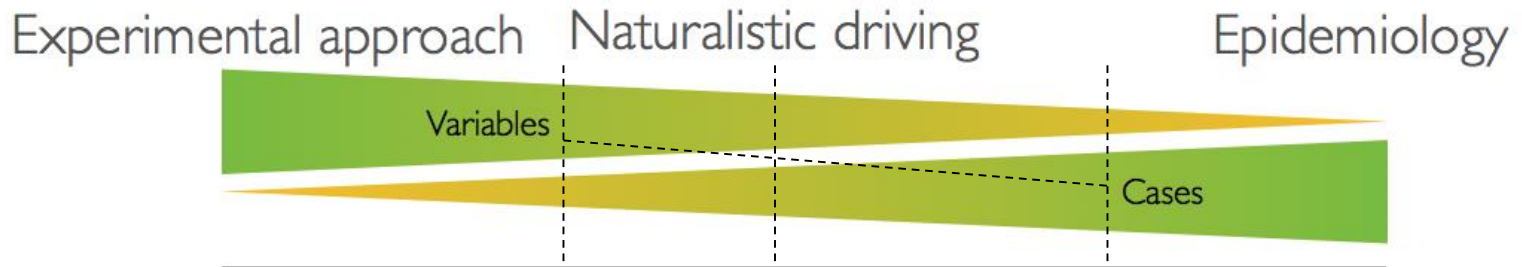 Experimental approach Naturalistic driving Epidemiology
Variables
Cases